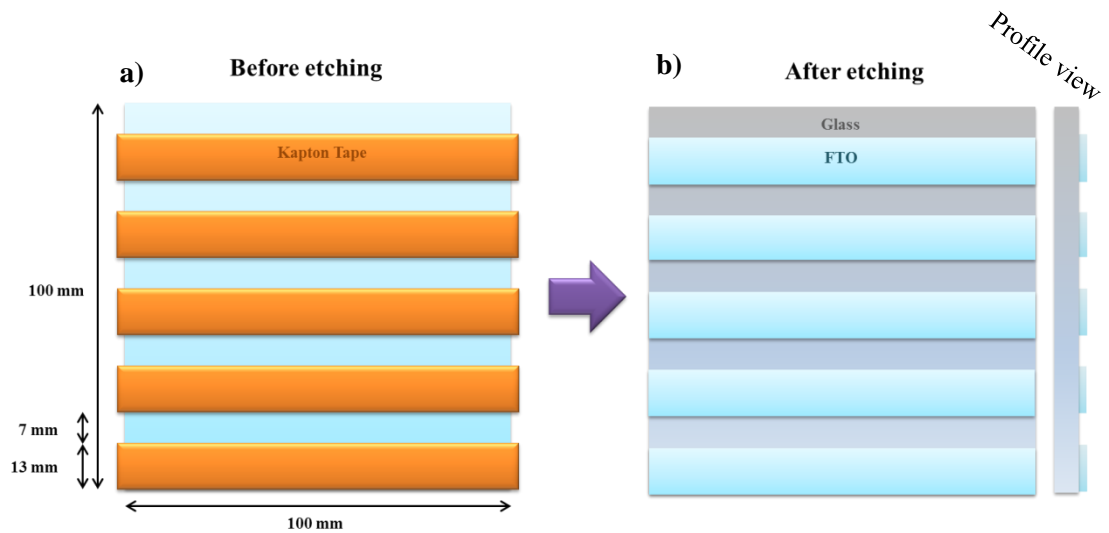 a)
Before etching
Kapton Tape
100 mm
7 mm
13 mm
100 mm
b)
After etching
Profile view
Glass
FTO